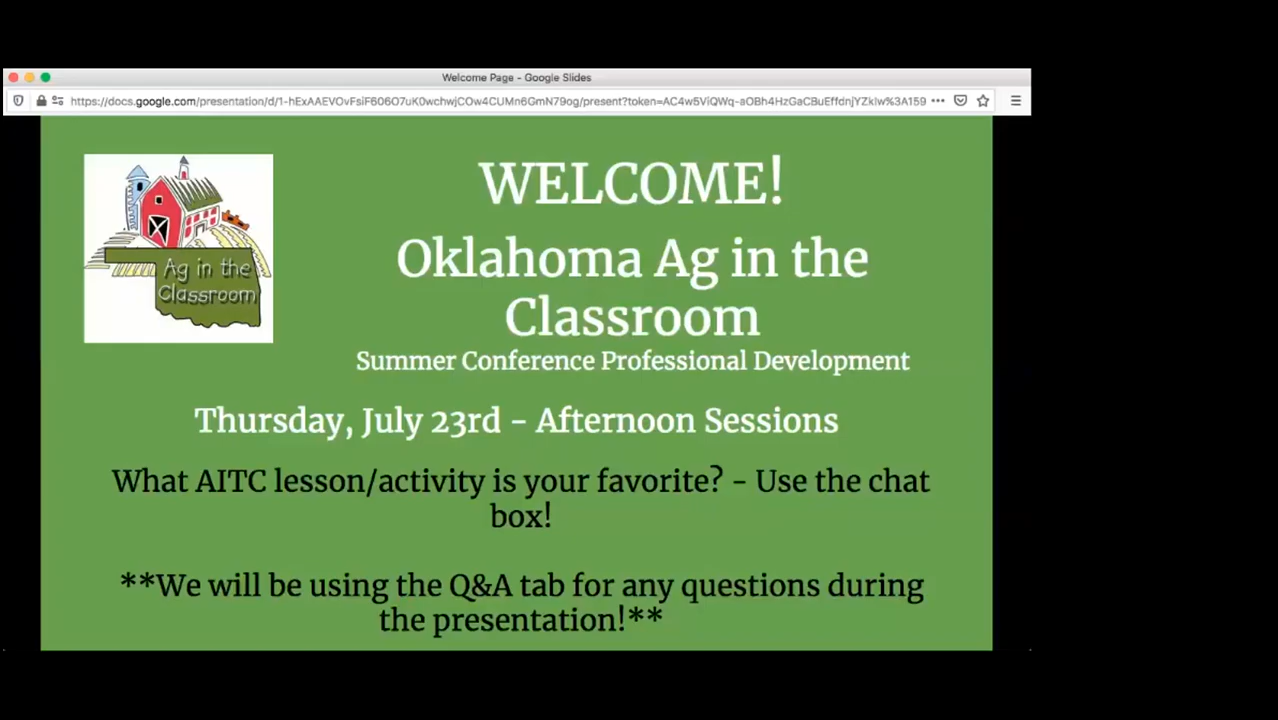 Welcome Page - Google Slides
https://docs.google.com/presentation/d/1-hExAAEVOvFsiF606O7uK0wchwjCOw4CUMn6GmN79og/present?token=AC4w5ViQWq-aOBh4HzGaCBuEffdnjYZklw%3A159
WELCOME!
Oklahoma Ag in the
Classroom
Summer Conference Professional Development
Ag in the
Classroom
Thursday, July 23rd - Afternoon Sessions
What AITC lesson/activity is your favorite? - Use the chat
box!
**We will be using the Q&A tab for any questions during
the presentation!**